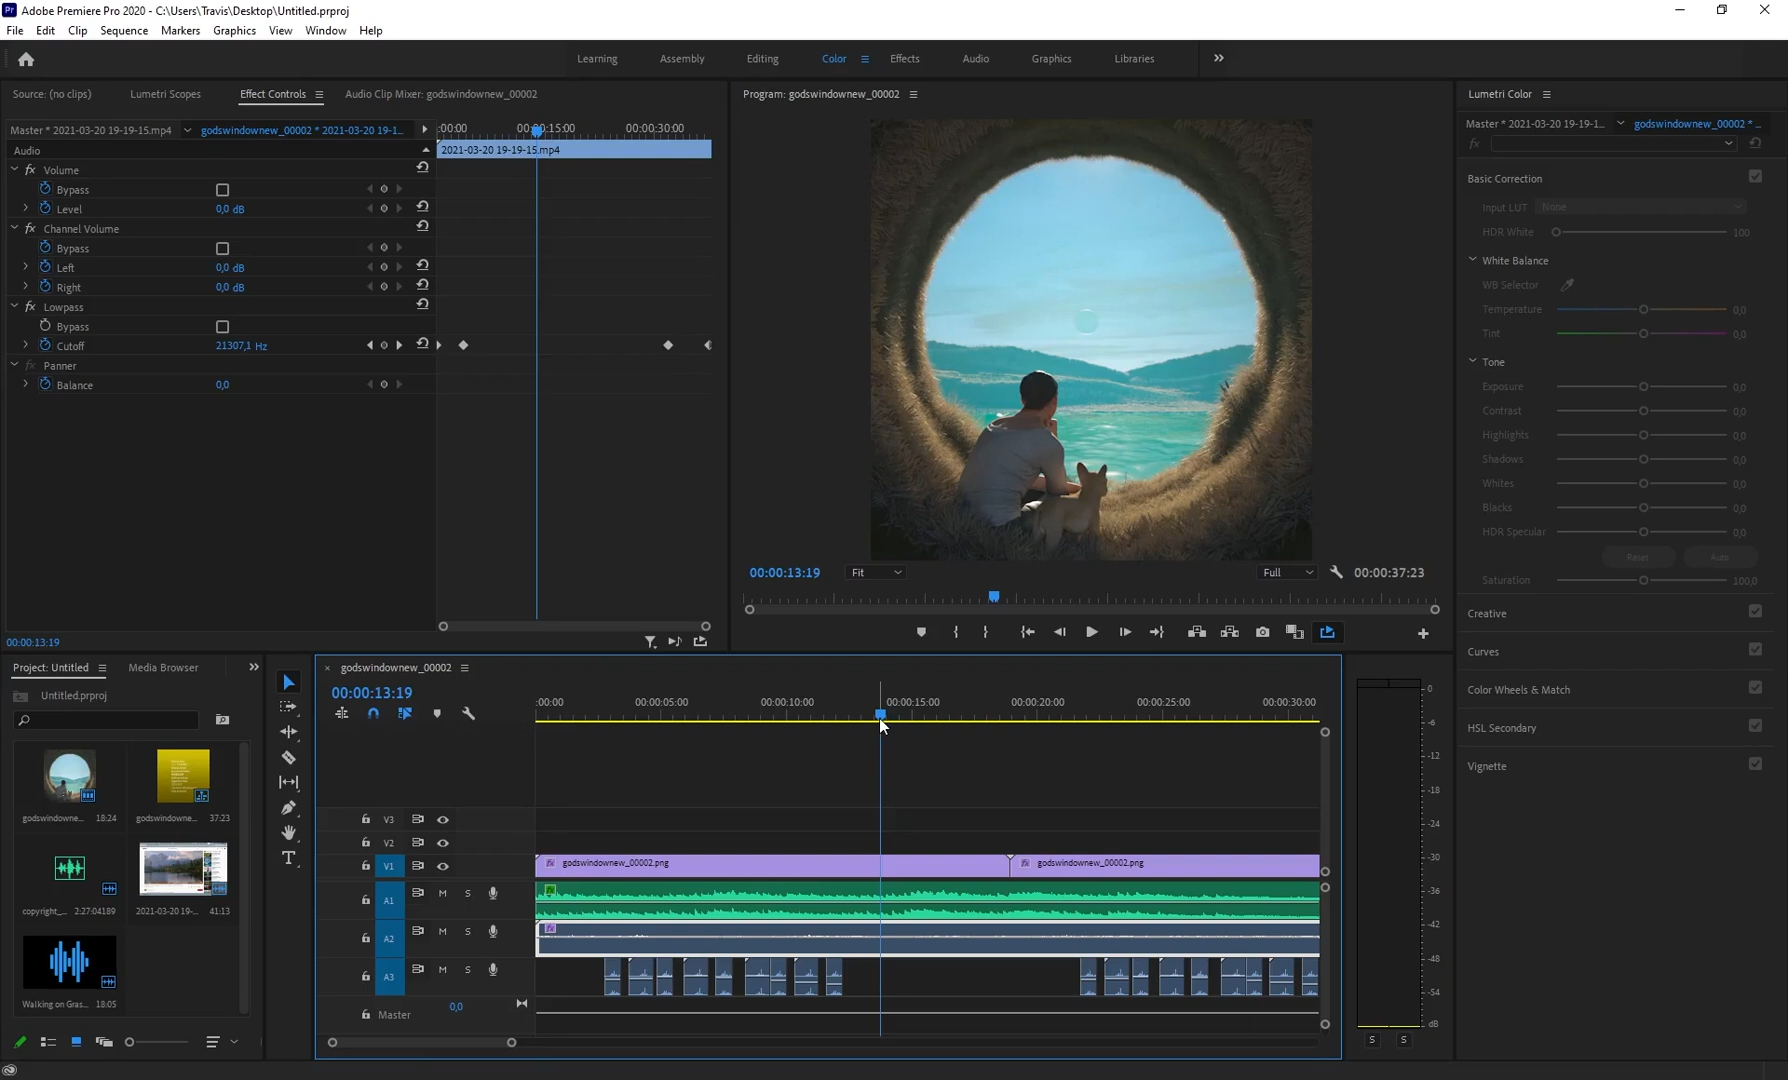 Adobe Premiere Pro 2020 - C:\Users\Travis\Desktop\Untitled.prproj
File Edit Clip Sequence Markers Graphics View Window Help
Learning Assembly Editing Color Effects Audio Graphics Libraries
Source: (no clips) Lumetri Scopes Effect Controls Audio Clip Mixer: godswindownew_00002
Master * 2021-03-20 19-19-15.mp4 godswindownew_00002 * 2021-03-20 19-1...
:00:00 00:00:15:00 00:00:30:00
Audio
2021-03-20 19-19-15.mp4
fx Volume
Bypass
Level 0,0 dB
fx Channel Volume
Bypass
Left 0,0 dB
Right 0,0 dB
fx Lowpass
Bypass
Cutoff 21307,1 Hz
fx Panner
Balance 0,0
00:00:13:19
Program: godswindownew_00002
00:00:13:19 Fit Full 00:00:37:23
Lumetri Color
Master * 2021-03-20 19-19-1... godswindownew_00002 * ...
fx
Basic Correction
Input LUT None
HDR White 100
White Balance
WB Selector
Temperature 0,0
Tint 0,0
Tone
Exposure 0,0
Contrast 0,0
Highlights 0,0
Shadows 0,0
Whites 0,0
Blacks 0,0
HDR Specular 0,0
Reset Auto
Saturation 100,0
Creative
Curves
Color Wheels & Match
HSL Secondary
Vignette
Project: Untitled Media Browser
Untitled.prproj
godswindowne... 18:24 godswindowne... 37:23
copyright_... 2:27:04189 2021-03-20 19-... 41:13
Walking on Gras... 18:05
godswindownew_00002
00:00:13:19
:00:00 00:00:05:00 00:00:10:00 00:00:15:00 00:00:20:00 00:00:25:00 00:00:30:00
V3
V2
V1 fx godswindownew_00002.png fx godswindownew_00002.png
A1 M S fx
A2 M S fx
A3 M S
Master 0,0
0
-6
-12
-18
-24
-30
-36
-42
-48
-54
dB
S S